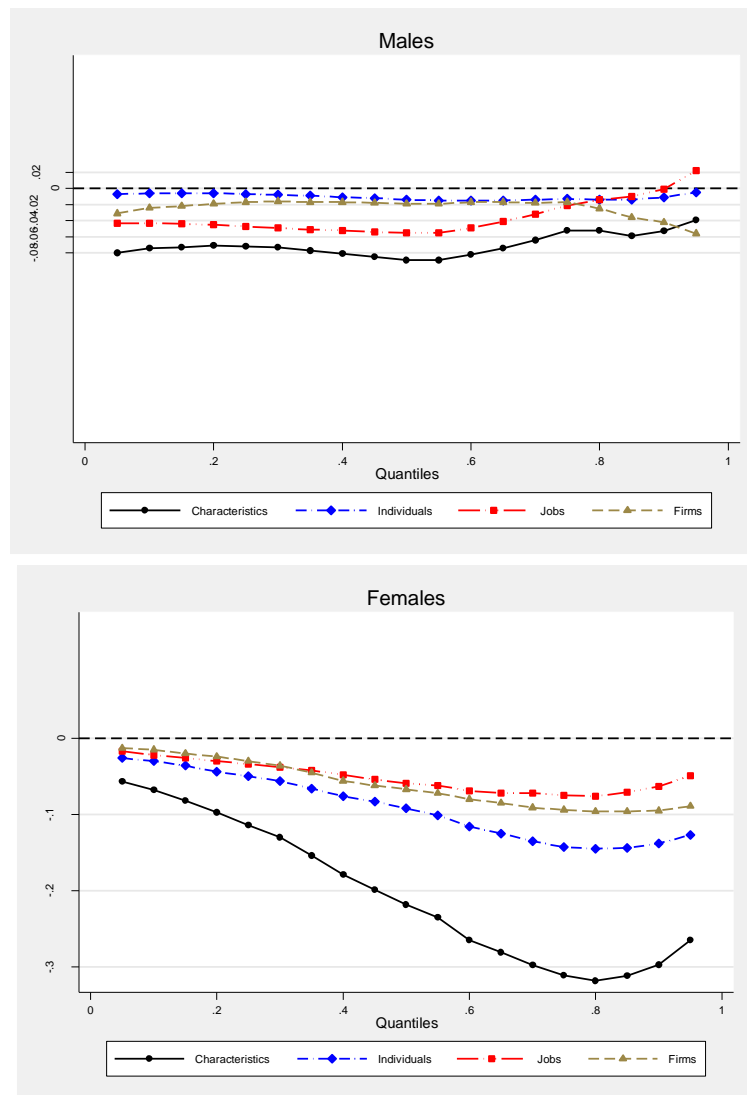 Males
.02
0
-.08.06.04.02
0 .2 .4 .6 .8 1
Quantiles
Characteristics Individuals Jobs Firms
Females
0
-.1
-.2
-.3
0 .2 .4 .6 .8 1
Quantiles
Characteristics Individuals Jobs Firms